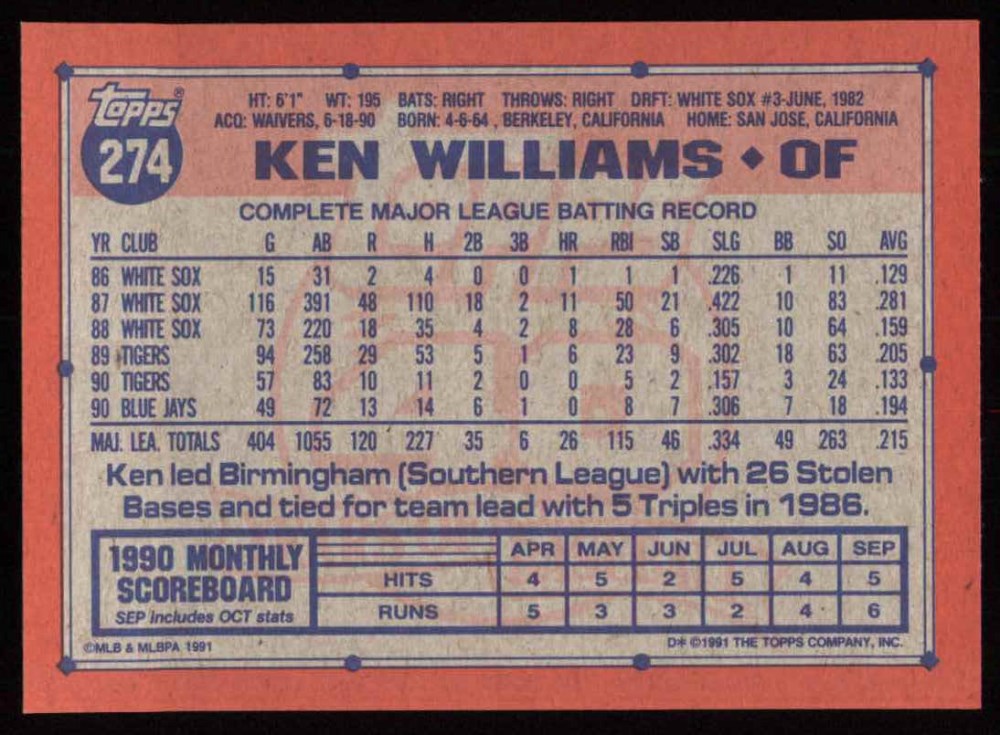 Topps®
274
HT: 6'1" WT: 195 BATS: RIGHT THROWS: RIGHT DRFT: WHITE SOX #3-JUNE, 1982
ACQ: WAIVERS, 6-18-90 BORN: 4-6-64, BERKELEY, CALIFORNIA HOME: SAN JOSE, CALIFORNIA
KEN WILLIAMS ♦ OF
COMPLETE MAJOR LEAGUE BATTING RECORD
YR CLUB G AB R H 2B 3B HR RBI SB SLG BB SO AVG
86 WHITE SOX 15 31 2 4 0 0 1 1 1 .226 1 11 .129
87 WHITE SOX 116 391 48 110 18 2 11 50 21 .422 10 83 .281
88 WHITE SOX 73 220 18 35 4 2 8 28 6 .305 10 64 .159
89 TIGERS 94 258 29 53 5 1 6 23 9 .302 18 63 .205
90 TIGERS 57 83 10 11 2 0 0 5 2 .157 3 24 .133
90 BLUE JAYS 49 72 13 14 6 1 0 8 7 .306 7 18 .194
MAJ. LEA. TOTALS 404 1055 120 227 35 6 26 115 46 .334 49 263 .215
Ken led Birmingham (Southern League) with 26 Stolen
Bases and tied for team lead with 5 Triples in 1986.
1990 MONTHLY
SCOREBOARD
SEP includes OCT stats
APR MAY JUN JUL AUG SEP
HITS 4 5 2 5 4 5
RUNS 5 3 3 2 4 6
©MLB & MLBPA 1991
D* ©1991 THE TOPPS COMPANY, INC.